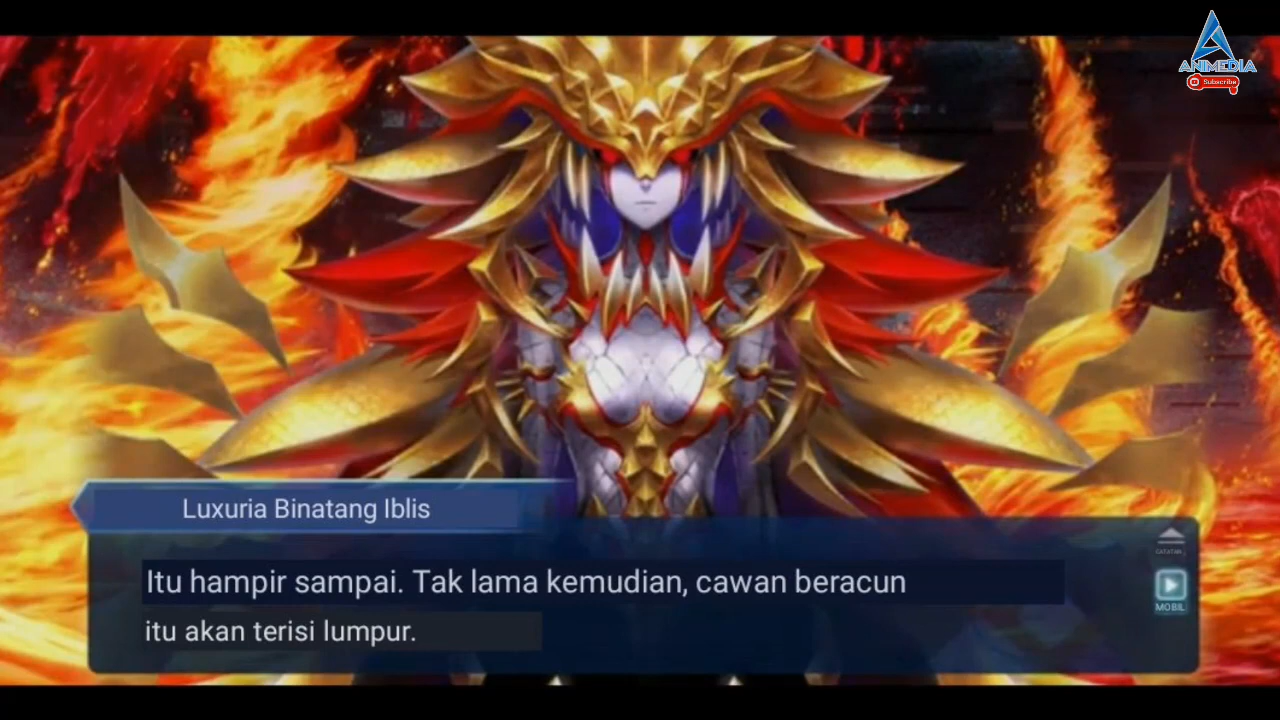 ANIMEDIA
Subscribe
Luxuria Binatang Iblis
Itu hampir sampai. Tak lama kemudian, cawan beracun
itu akan terisi lumpur.
CATATAN
MOBIL